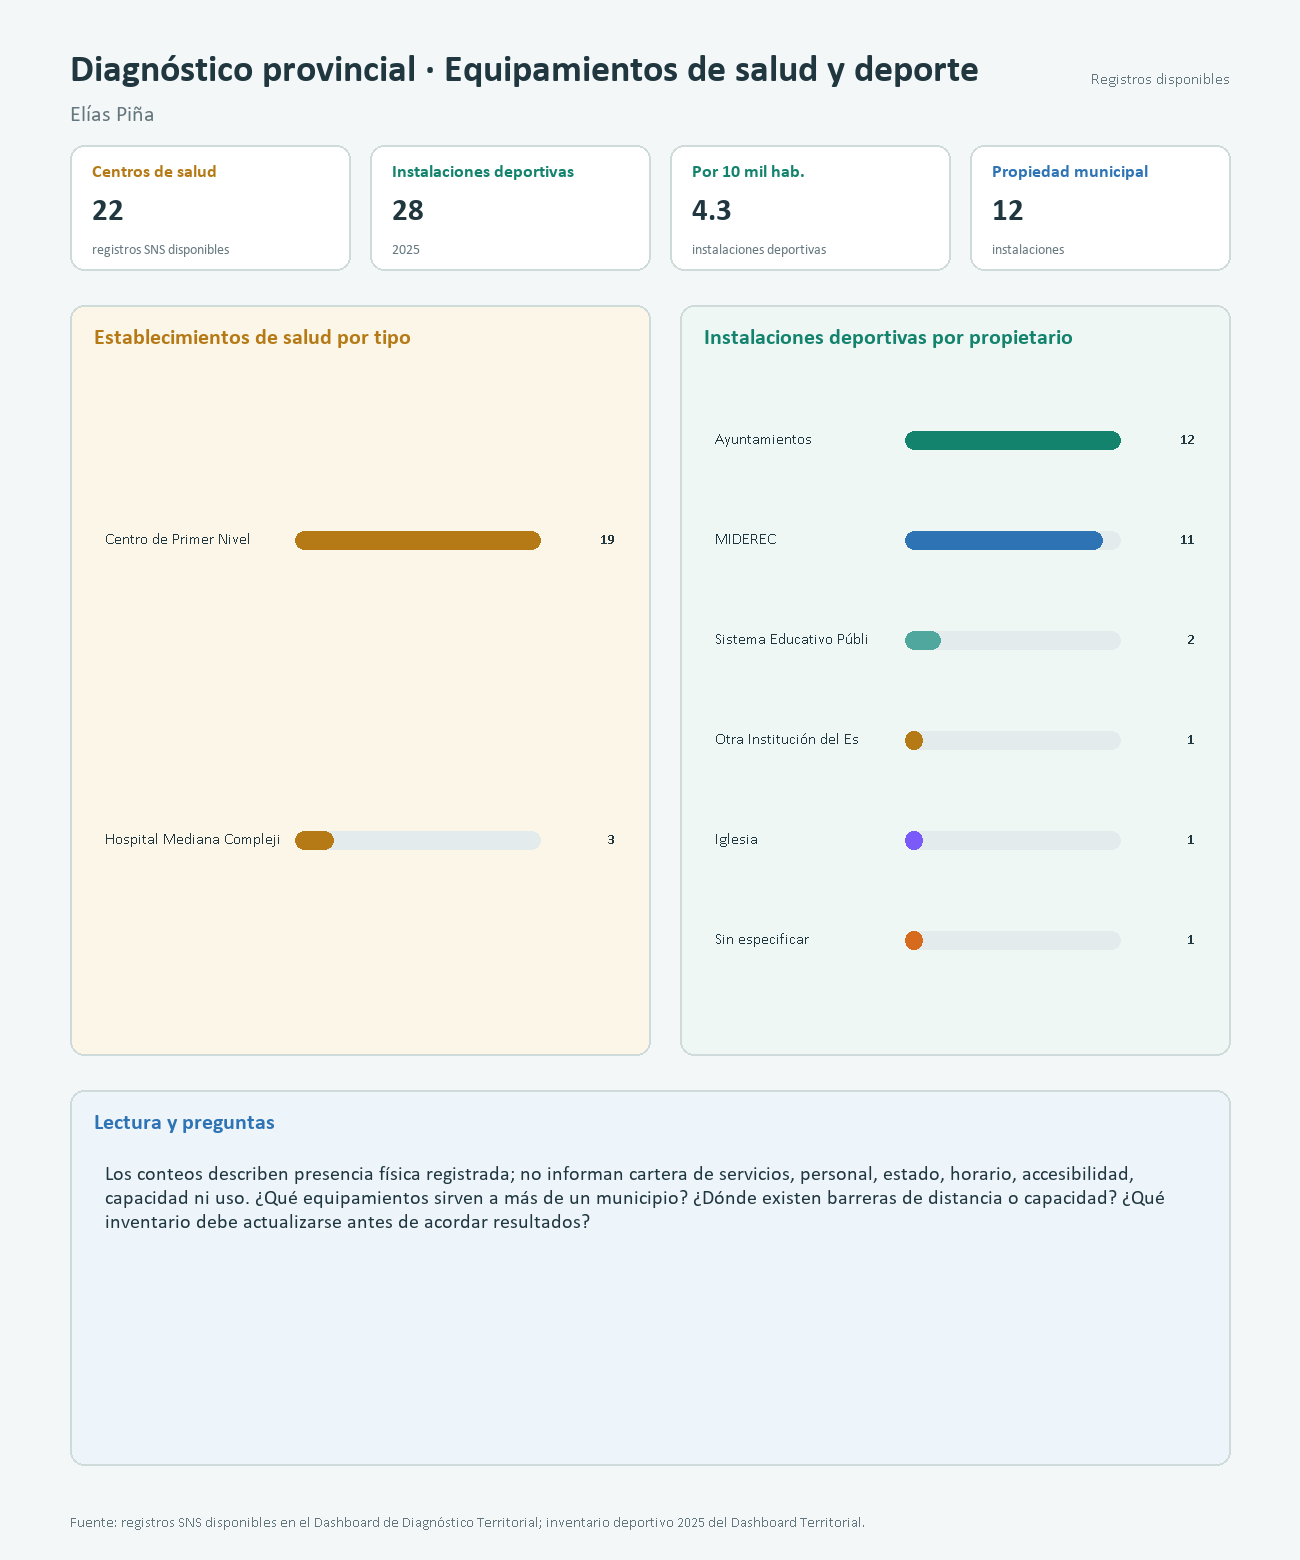 Diagnóstico provincial · Equipamientos de salud y deporte
Registros disponibles
Elías Piña
Centros de salud
22
registros SNS disponibles
Instalaciones deportivas
28
2025
Por 10 mil hab.
4.3
instalaciones deportivas
Propiedad municipal
12
instalaciones
Establecimientos de salud por tipo
Centro de Primer Nivel 19
Hospital Mediana Compleji 3
Instalaciones deportivas por propietario
Ayuntamientos 12
MIDEREC 11
Sistema Educativo Públi 2
Otra Institución del Es 1
Iglesia 1
Sin especificar 1
Lectura y preguntas
Los conteos describen presencia física registrada; no informan cartera de servicios, personal, estado, horario, accesibilidad,
capacidad ni uso. ¿Qué equipamientos sirven a más de un municipio? ¿Dónde existen barreras de distancia o capacidad? ¿Qué
inventario debe actualizarse antes de acordar resultados?
Fuente: registros SNS disponibles en el Dashboard de Diagnóstico Territorial; inventario deportivo 2025 del Dashboard Territorial.